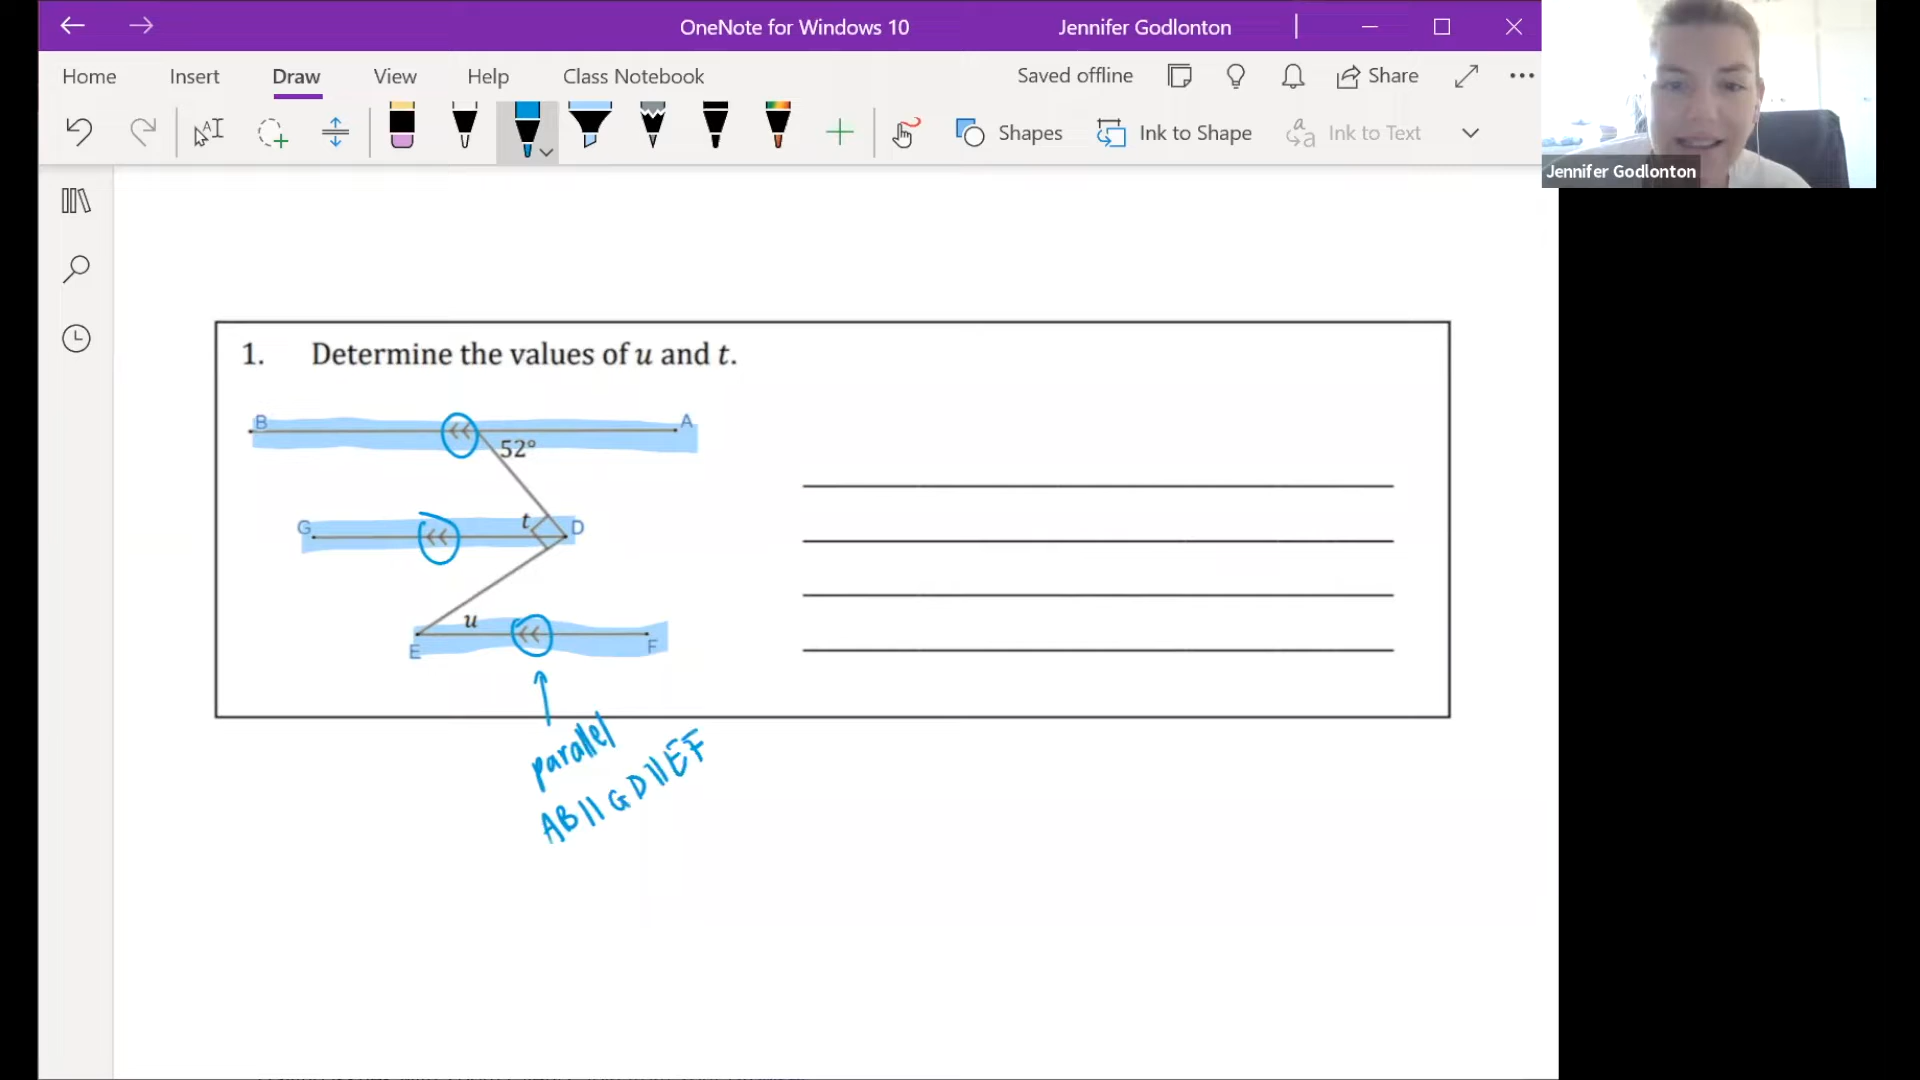 OneNote for Windows 10
Jennifer Godlonton
Home Insert Draw View Help Class Notebook
Saved offline Share
Shapes Ink to Shape Ink to Text
Jennifer Godlonton
1. Determine the values of u and t.
B A
52°
G t D
u
E F
parallel
AB||GD||EF